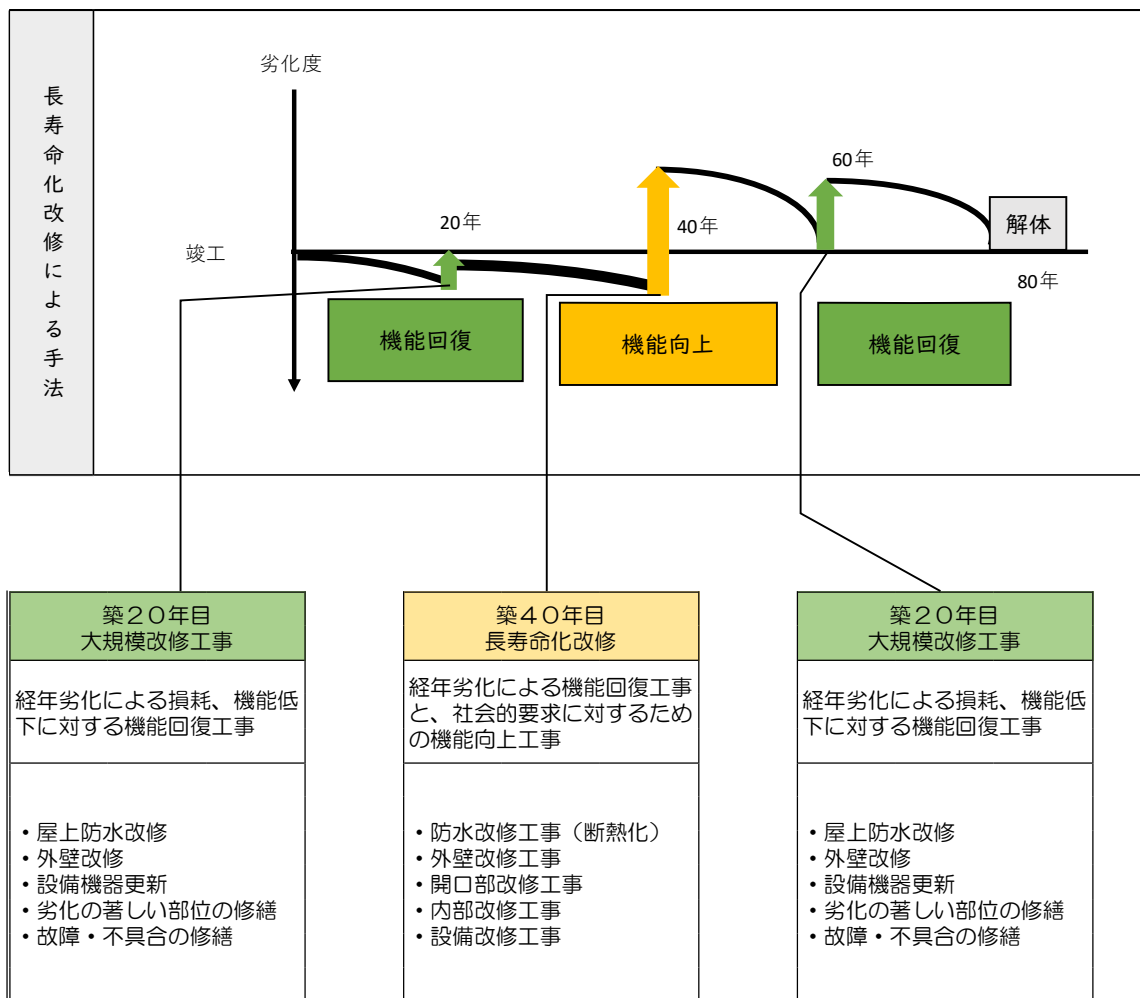 長寿命化改修による手法
劣化度
竣工
20年
40年
60年
80年
解体
機能回復
機能向上
機能回復
築２０年目
大規模改修工事
経年劣化による損耗、機能低
下に対する機能回復工事
・屋上防水改修
・外壁改修
・設備機器更新
・劣化の著しい部位の修繕
・故障・不具合の修繕
築４０年目
長寿命化改修
経年劣化による機能回復工事
と、社会的要求に対するため
の機能向上工事
・防水改修工事（断熱化）
・外壁改修工事
・開口部改修工事
・内部改修工事
・設備改修工事
築２０年目
大規模改修工事
経年劣化による損耗、機能低
下に対する機能回復工事
・屋上防水改修
・外壁改修
・設備機器更新
・劣化の著しい部位の修繕
・故障・不具合の修繕